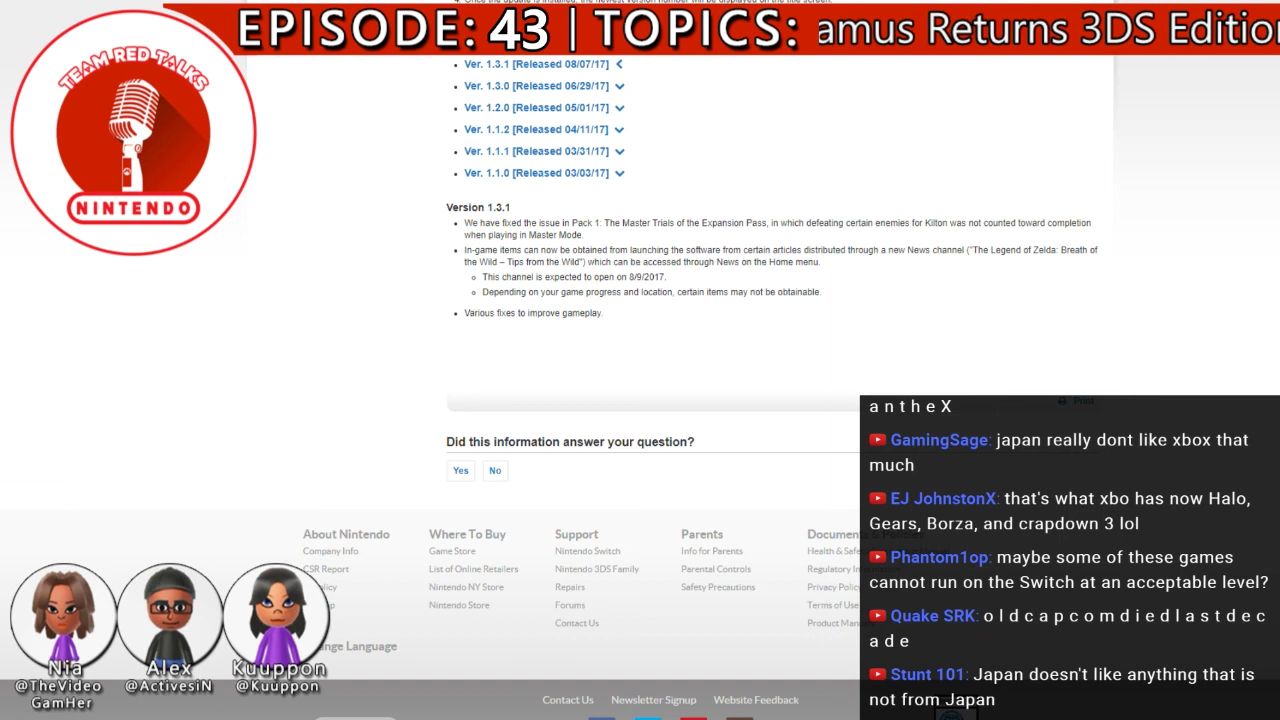 EPISODE: 43 | TOPICS: amus Returns 3DS Edition
TEAM RED TALKS
NINTENDO
Ver. 1.3.1 [Released 08/07/17]
Ver. 1.3.0 [Released 06/29/17]
Ver. 1.2.0 [Released 05/01/17]
Ver. 1.1.2 [Released 04/11/17]
Ver. 1.1.1 [Released 03/31/17]
Ver. 1.1.0 [Released 03/03/17]
Version 1.3.1
We have fixed the issue in Pack 1: The Master Trials of the Expansion Pass, in which defeating certain enemies for Kilton was not counted toward completion
when playing in Master Mode.
In-game items can now be obtained from launching the software from certain articles distributed through a new News channel ("The Legend of Zelda: Breath of
the Wild – Tips from the Wild") which can be accessed through News on the Home menu.
This channel is expected to open on 8/9/2017.
Depending on your game progress and location, certain items may not be obtainable.
Various fixes to improve gameplay.
Print
Did this information answer your question?
Yes No
a n t h e X
GamingSage: japan really dont like xbox that
much
EJ JohnstonX: that's what xbo has now Halo,
Gears, Borza, and crapdown 3 lol
Phantom1op: maybe some of these games
cannot run on the Switch at an acceptable level?
Quake SRK: o l d c a p c o m d i e d l a s t d e c
a d e
Stunt 101: Japan doesn't like anything that is
not from Japan
About Nintendo
Company Info
CSR Report
Where To Buy
Game Store
List of Online Retailers
Nintendo NY Store
Nintendo Store
Support
Nintendo Switch
Nintendo 3DS Family
Repairs
Forums
Contact Us
Parents
Info for Parents
Parental Controls
Safety Precautions
Documents & Policies
Health & Safe
Regulatory In
Privacy Polic
Terms of Use
Product Manu
nge Language
Nia
@TheVideo
GamHer
Alex
@ActivesiN
Kuuppon
@Kuuppon
Contact Us Newsletter Signup Website Feedback